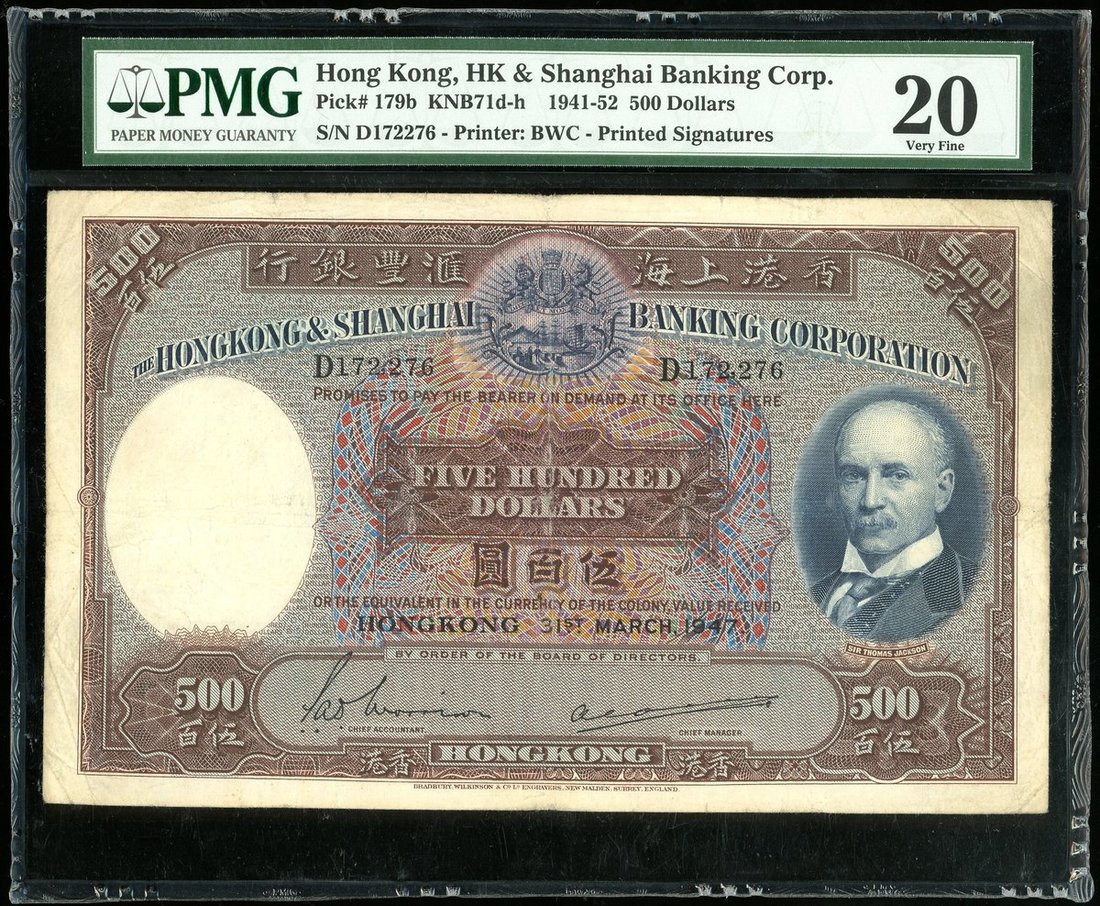 PMG
PAPER MONEY GUARANTY
Hong Kong, HK & Shanghai Banking Corp.
Pick# 179b KNB71d-h 1941-52 500 Dollars
S/N D172276 - Printer: BWC - Printed Signatures
20
Very Fine
500
百伍
行銀豐滙
海上港香
500
百伍
THE HONGKONG & SHANGHAI BANKING CORPORATION
D172,276 D172,276
PROMISES TO PAY THE BEARER ON DEMAND AT ITS OFFICE HERE
FIVE HUNDRED
DOLLARS
圓百伍
OR THE EQUIVALENT IN THE CURRENCY OF THE COLONY, VALUE RECEIVED
HONGKONG 31ST MARCH, 1947
SIR THOMAS JACKSON
BY ORDER OF THE BOARD OF DIRECTORS.
500
百伍
500
百伍
CHIEF ACCOUNTANT.
CHIEF MANAGER
港香 HONGKONG 港香
BRADBURY, WILKINSON & Co Ld ENGRAVERS, NEW MALDEN, SURREY, ENGLAND